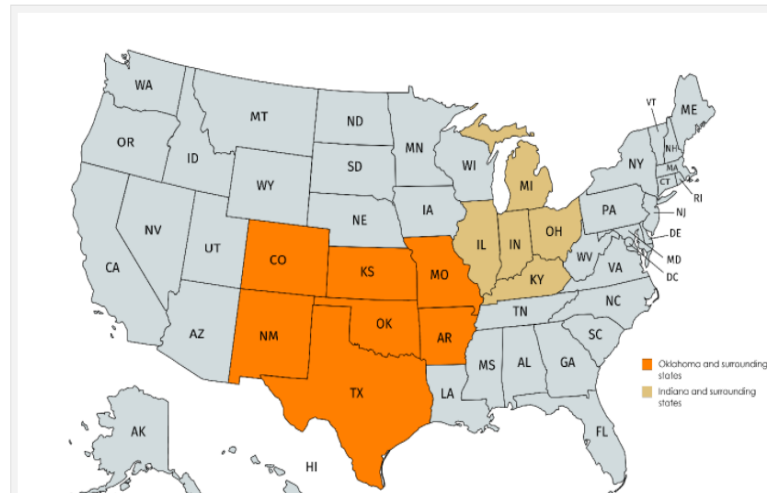 WA
MT
ND
MN
VT
ME
OR
ID
SD
WI
MI
NY
NH
MA
CT
RI
WY
IA
NE
PA
NJ
NV
UT
CO
KS
MO
IL
IN
OH
WV
DE
MD
DC
CA
KY
VA
AZ
NM
OK
AR
TN
NC
SC
TX
LA
MS
AL
GA
FL
AK
HI
Oklahoma and surrounding
states
Indiana and surrounding
states